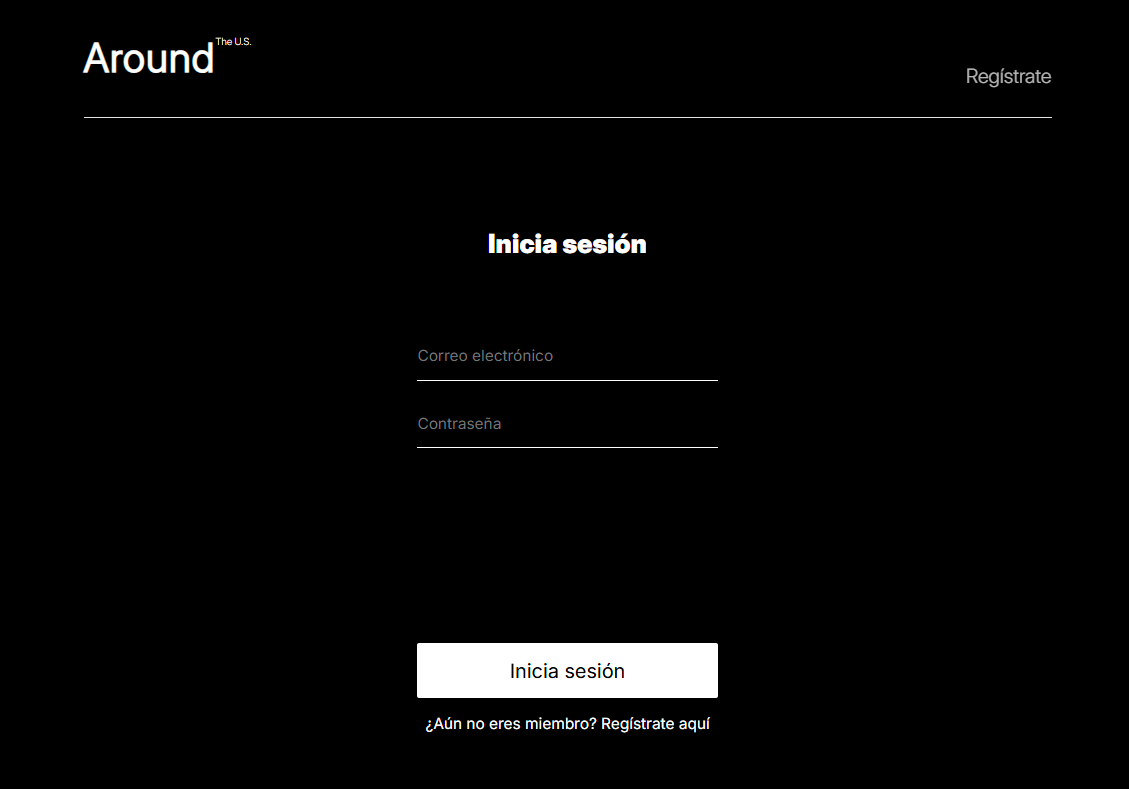 Around The U.S.
Regístrate
Inicia sesión
Correo electrónico
Contraseña
Inicia sesión
¿Aún no eres miembro? Regístrate aquí